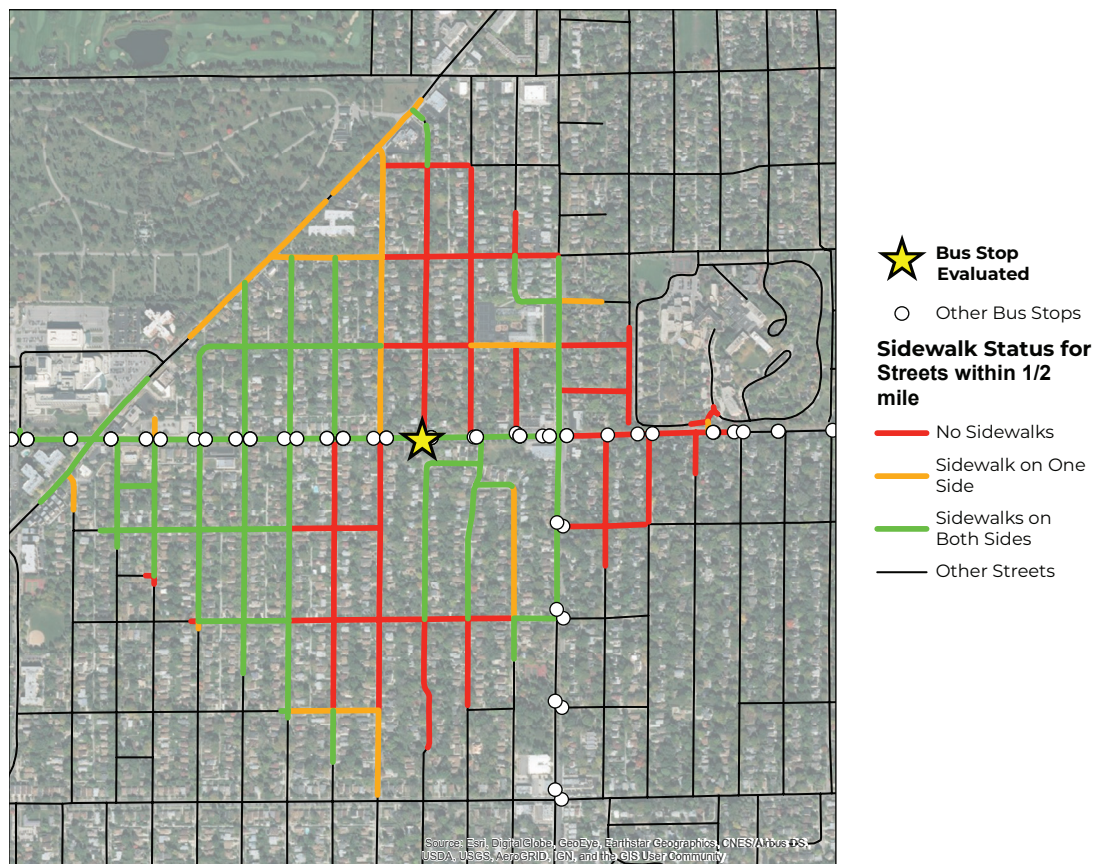 Bus Stop
Evaluated
Other Bus Stops
Sidewalk Status for
Streets within 1/2
mile
No Sidewalks
Sidewalk on One
Side
Sidewalks on
Both Sides
Other Streets
Source: Esri, DigitalGlobe, GeoEye, Earthstar Geographics, CNES/Airbus DS,
USDA, USGS, AeroGRID, IGN, and the GIS User Community